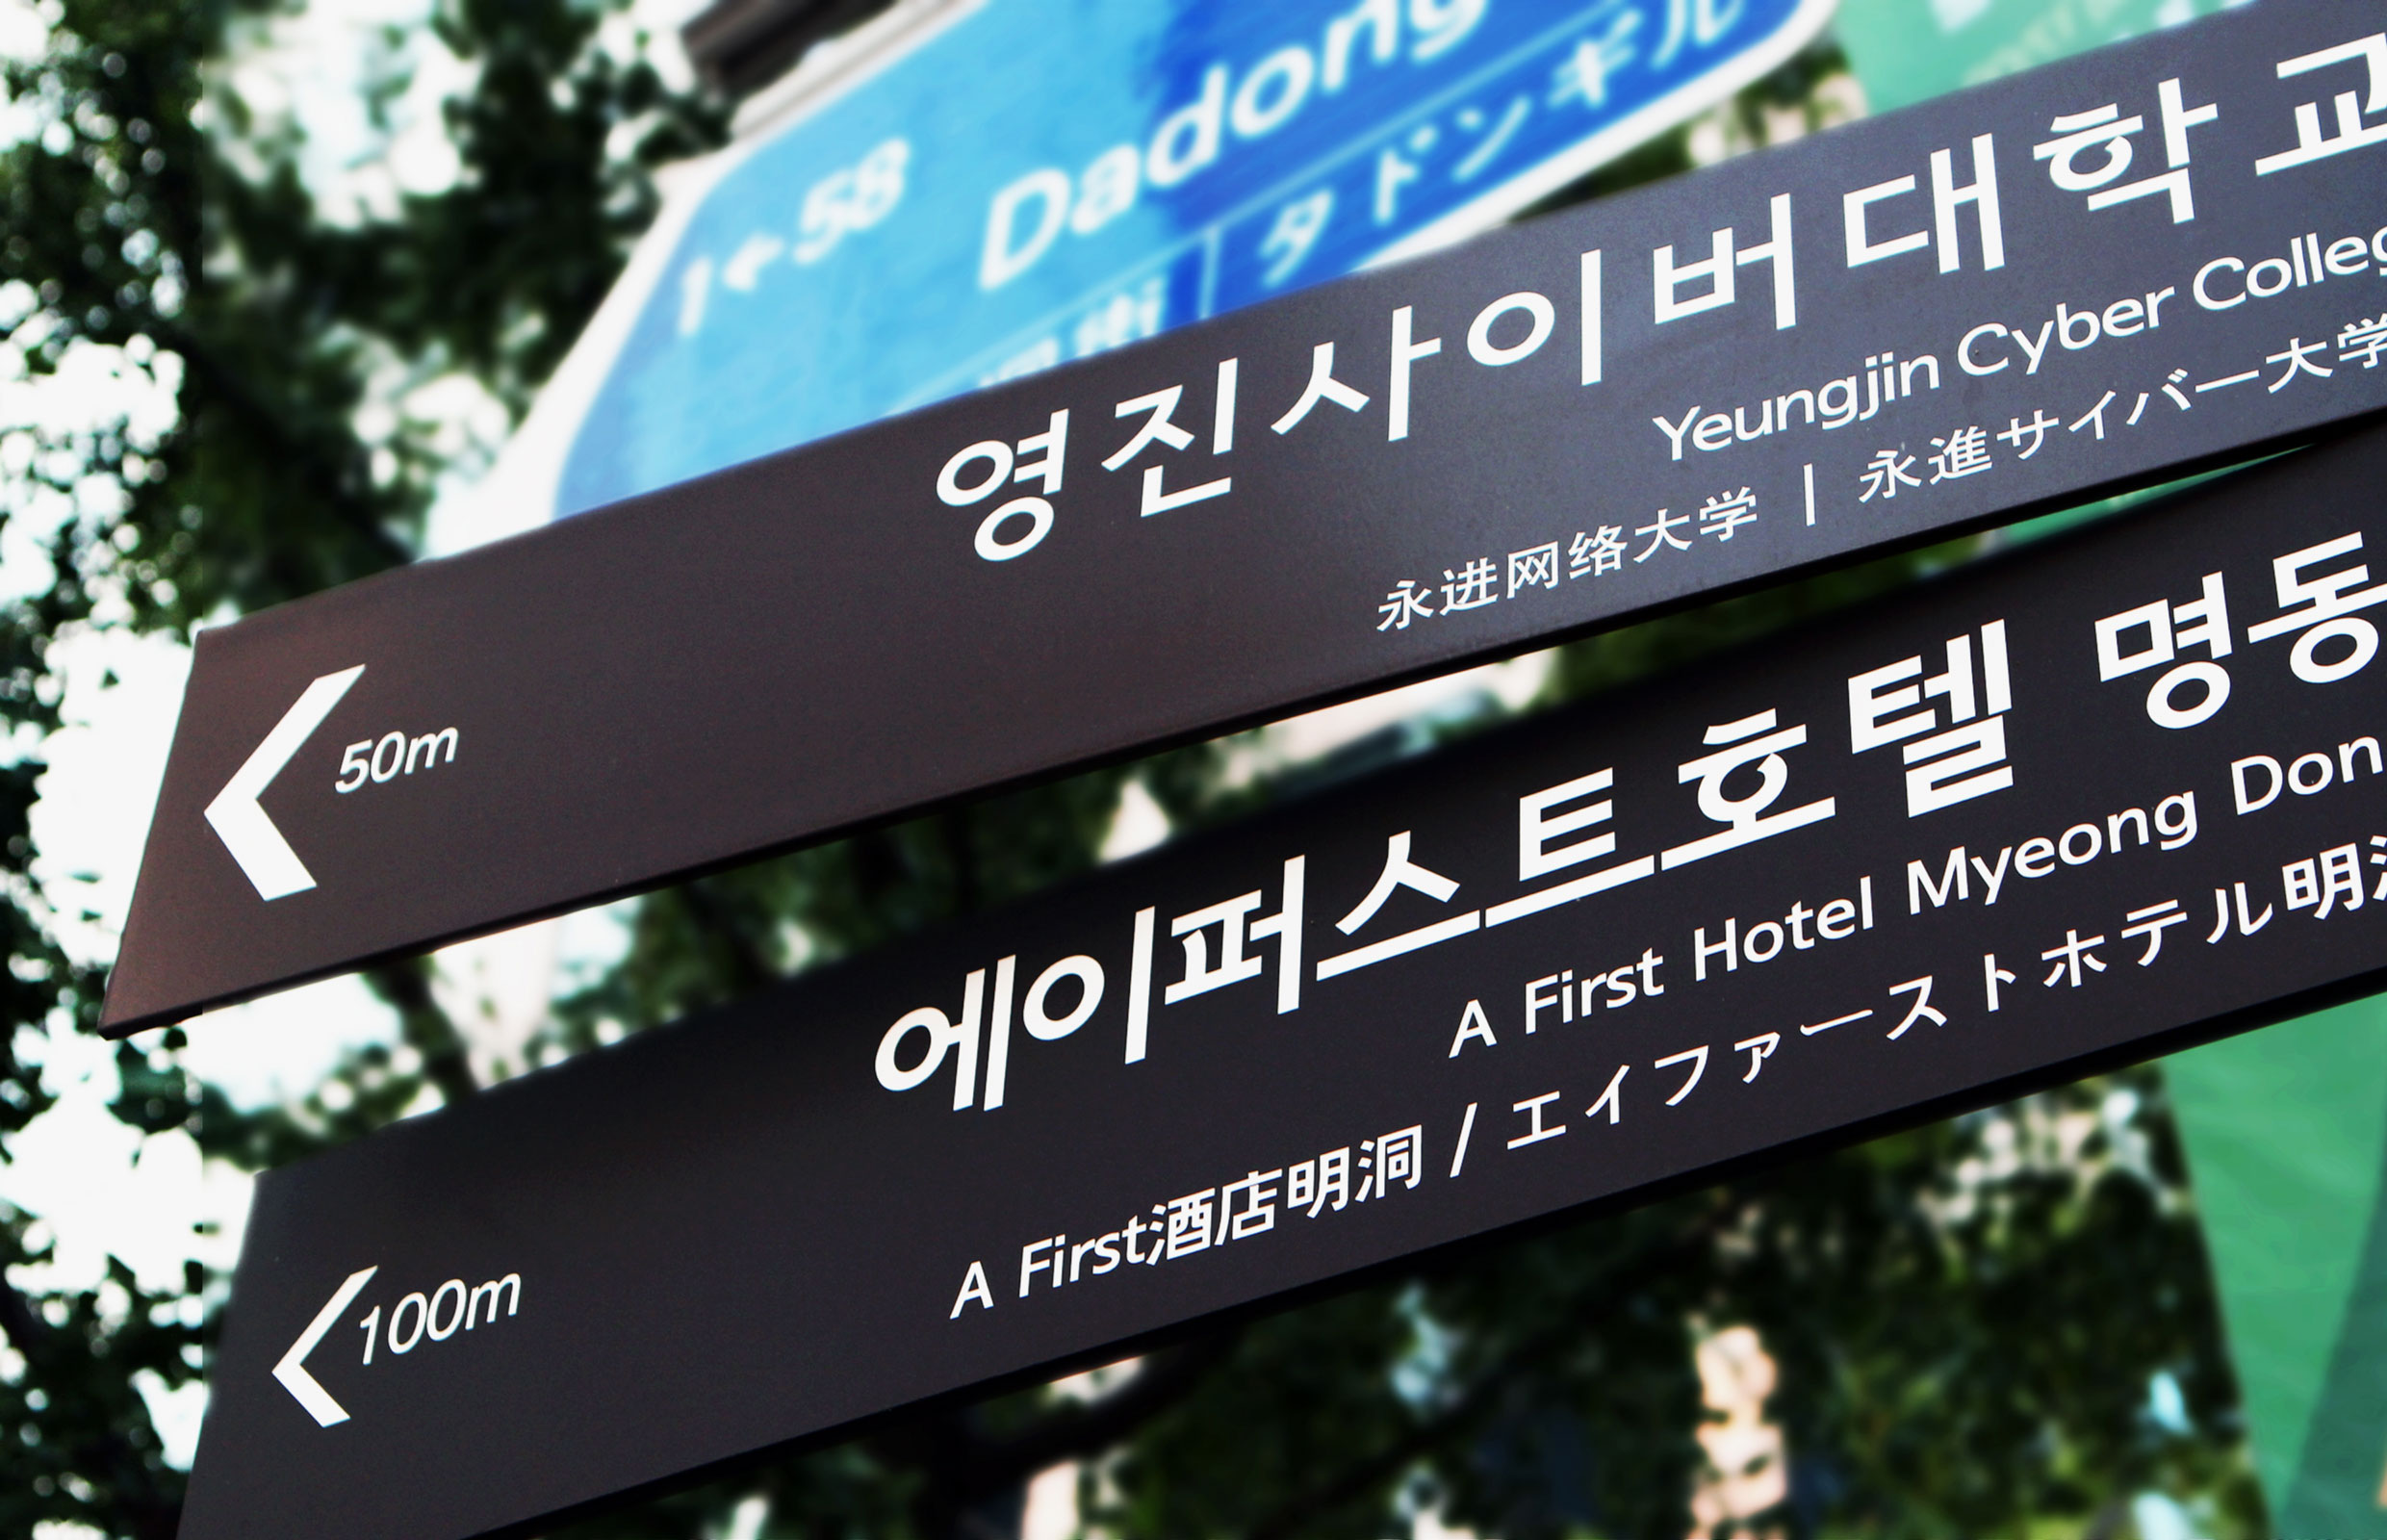 1←58
Dadong
タドンギル
영진사이버대학교
Yeungjin Cyber Colleg
永进网络大学 | 永進サイバー大学
50m
에이퍼스트호텔 명동
A First Hotel Myeong Don
A First酒店明洞 / エイファーストホテル明洞
100m